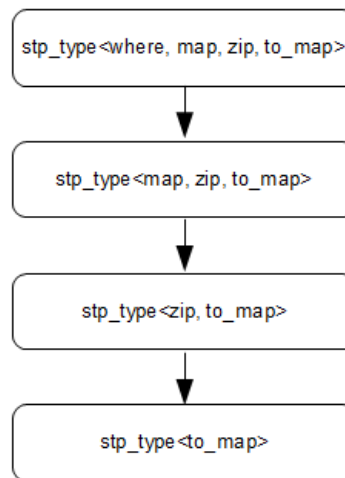 stp_type<where, map, zip, to_map>
stp_type<map, zip, to_map>
stp_type<zip, to_map>
stp_type<to_map>